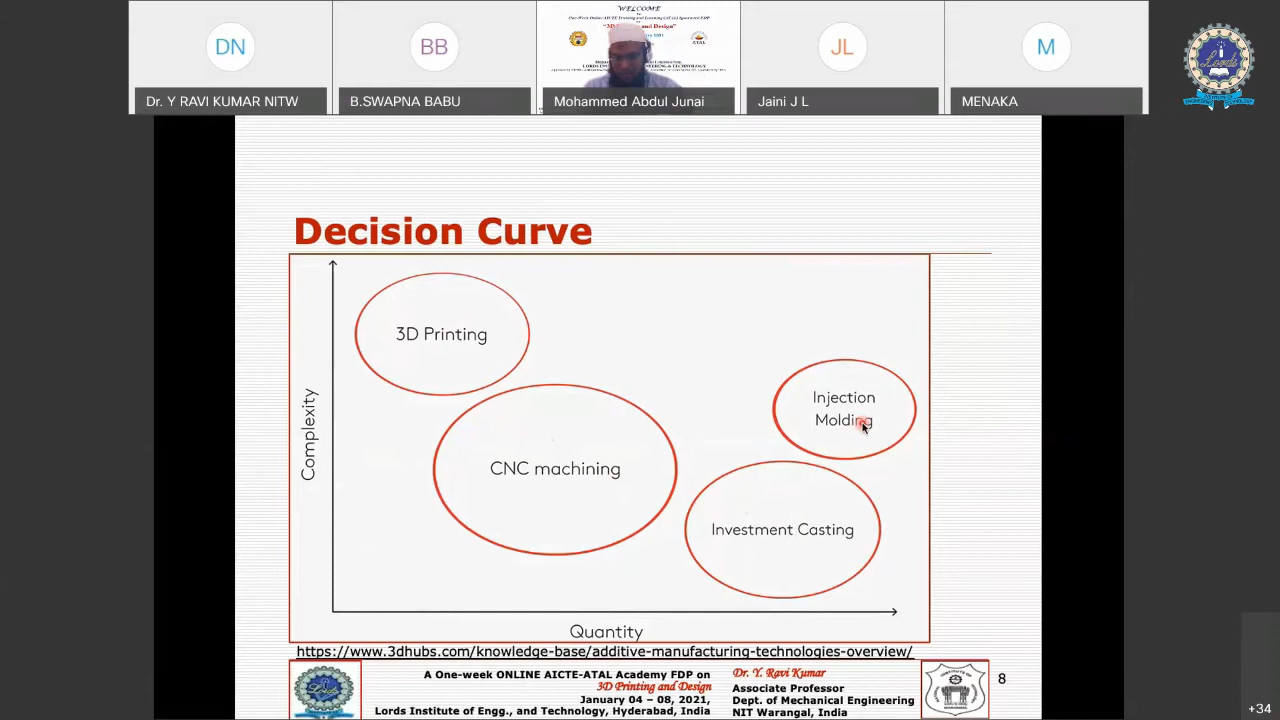 DN
BB
WELCOME
JL
M
Dr. Y RAVI KUMAR NITW
B.SWAPNA BABU
Mohammed Abdul Junai
Jaini J L
MENAKA
Lords
Decision Curve
Complexity
3D Printing
CNC machining
Injection
Molding
Investment Casting
Quantity
https://www.3dhubs.com/knowledge-base/additive-manufacturing-technologies-overview/
A One-week ONLINE AICTE-ATAL Academy FDP on
3D Printing and Design
January 04 – 08, 2021,
Lords Institute of Engg., and Technology, Hyderabad, India
Dr. Y. Ravi Kumar
Associate Professor
Dept. of Mechanical Engineering
NIT Warangal, India
8
+34